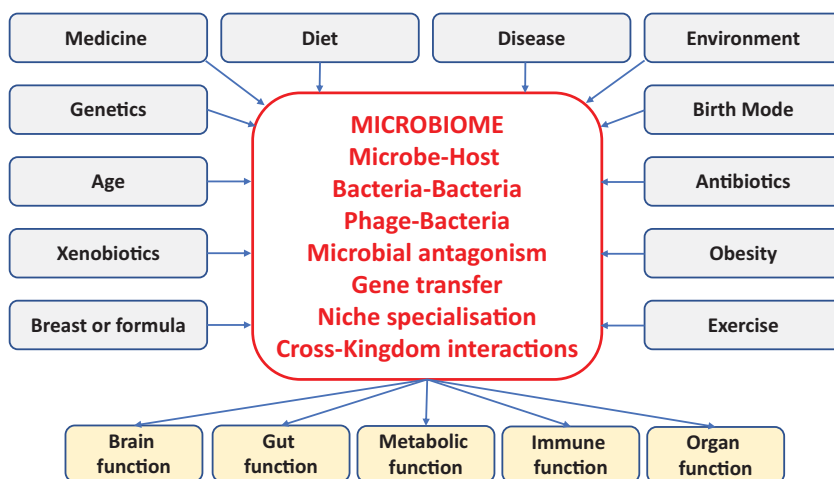 Medicine
Diet
Disease
Environment
Genetics
Birth Mode
Age
Antibiotics
Xenobiotics
Obesity
Breast or formula
Exercise
MICROBIOME
Microbe-Host
Bacteria-Bacteria
Phage-Bacteria
Microbial antagonism
Gene transfer
Niche specialisation
Cross-Kingdom interactions
Brain
function
Gut
function
Metabolic
function
Immune
function
Organ
function